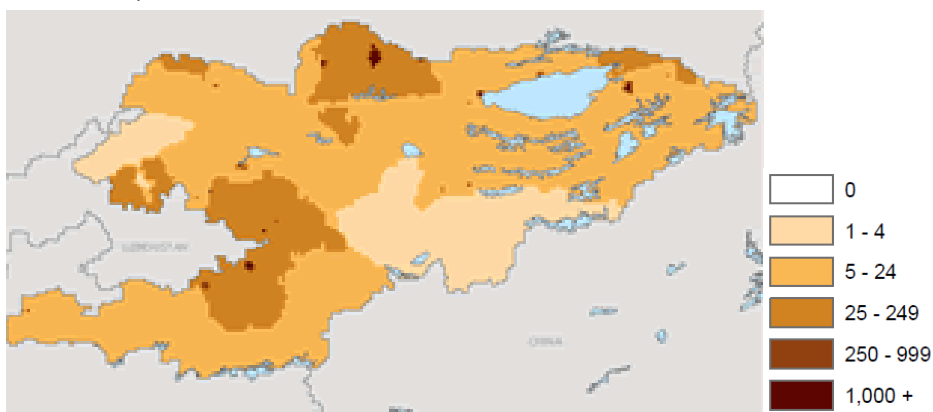 UZBEKISTAN
CHINA
0
1 - 4
5 - 24
25 - 249
250 - 999
1,000 +